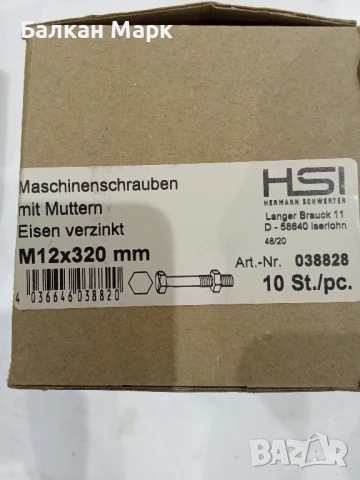 Балкан Марк
Maschinenschrauben
mit Muttern
Eisen verzinkt
M12x320 mm
4 036646 038820
HSI
HERMANN SCHWERTER
Langer Brauck 11
D - 58640 Iserlohn
48/20
Art.-Nr. 038828
10 St./pc.
BAZAR